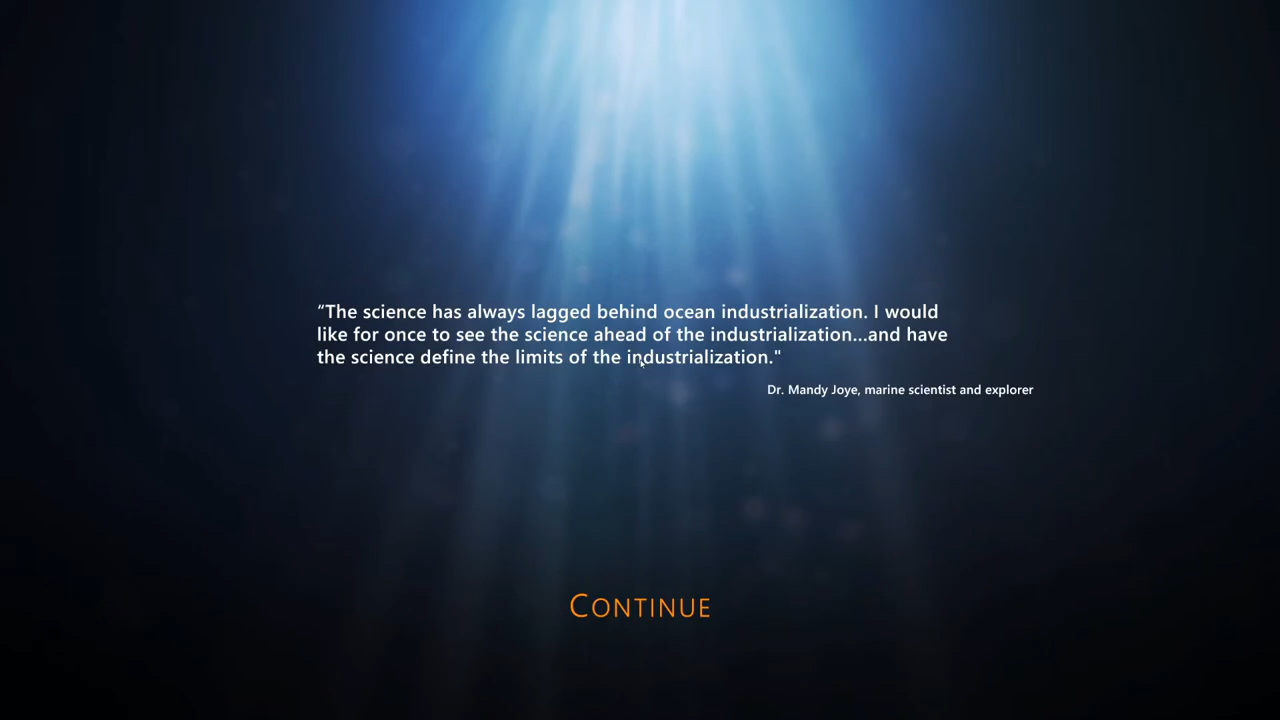 “The science has always lagged behind ocean industrialization. I would
like for once to see the science ahead of the industrialization...and have
the science define the limits of the industrialization."
Dr. Mandy Joye, marine scientist and explorer
CONTINUE